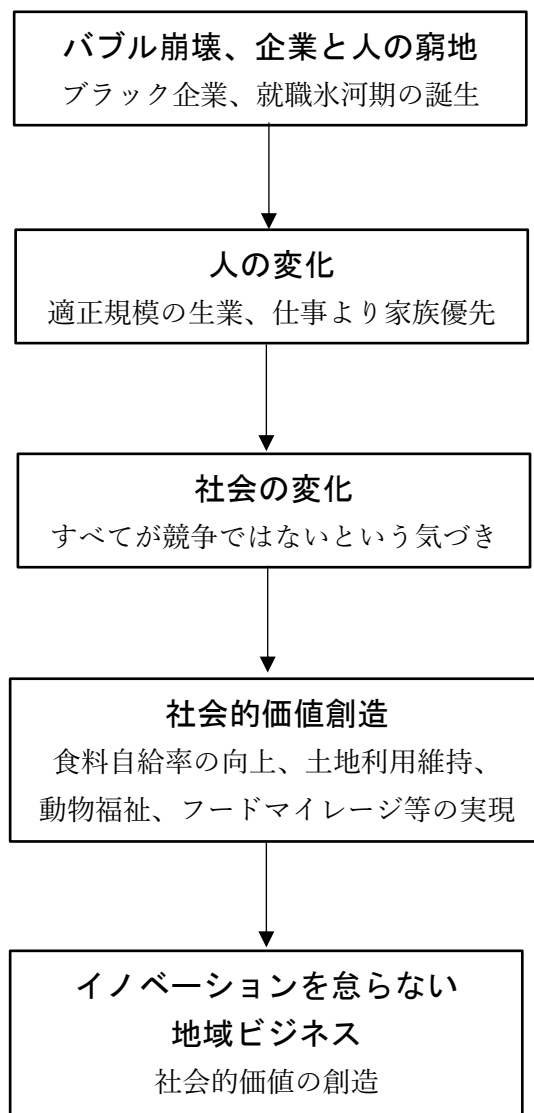 バブル崩壊、企業と人の窮地
ブラック企業、就職氷河期の誕生
人の変化
適正規模の生業、仕事より家族優先
社会の変化
すべてが競争ではないという気づき
社会的価値創造
食料自給率の向上、土地利用維持、
動物福祉、フードマイレージ等の実現
イノベーションを怠らない
地域ビジネス
社会的価値の創造